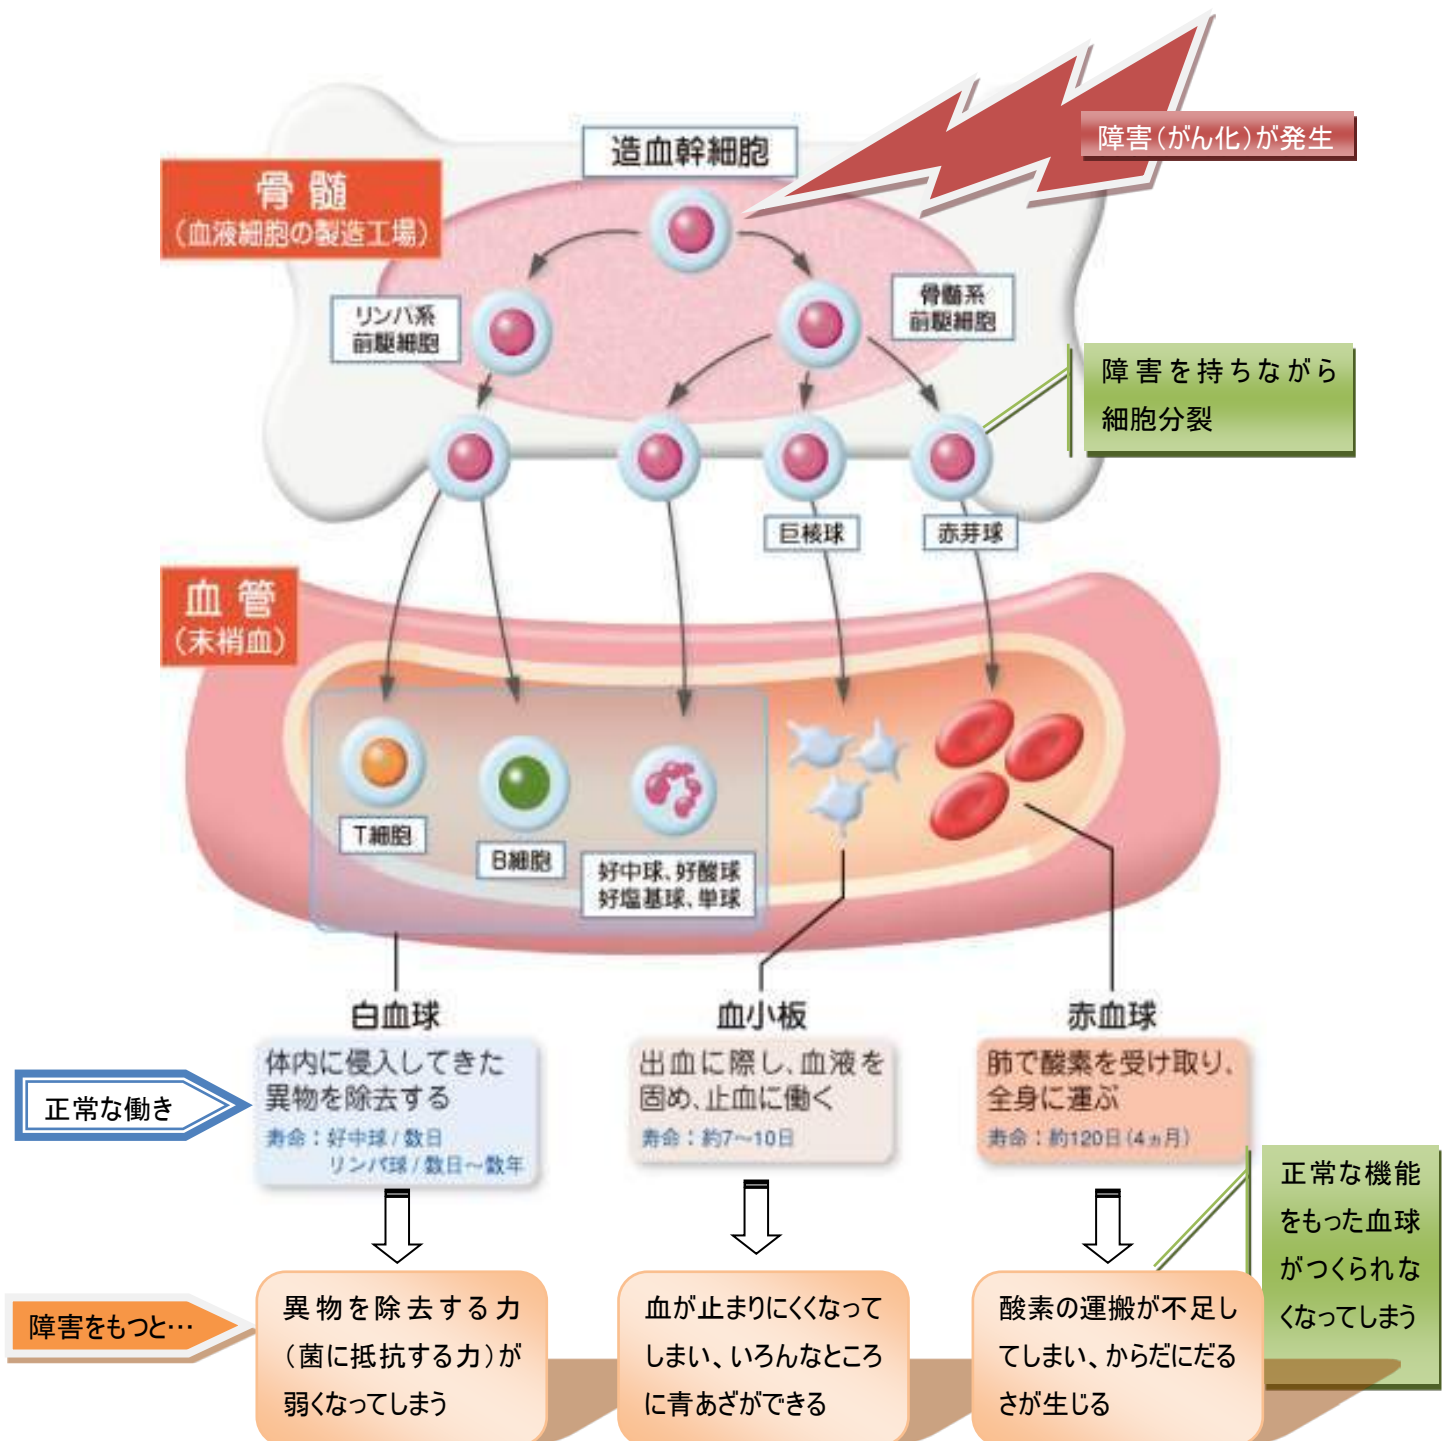 造血幹細胞
障害(がん化)が発生
骨髄
(血液細胞の製造工場)
リンパ系
前駆細胞
骨髄系
前駆細胞
障害を持ちながら
細胞分裂
巨核球
赤芽球
血管
(末梢血)
T細胞
B細胞
好中球、好酸球
好塩基球、単球
白血球
血小板
赤血球
正常な働き
体内に侵入してきた
異物を除去する
寿命:好中球/数日
リンパ球/数日〜数年
出血に際し、血液を
固め、止血に働く
寿命:約7〜10日
肺で酸素を受け取り、
全身に運ぶ
寿命:約120日(4ヵ月)
正常な機能
をもった血球
がつくられな
くなってしまう
障害をもつと…
異物を除去する力
(菌に抵抗する力)が
弱くなってしまう
血が止まりにくくなって
しまい、いろんなところ
に青あざができる
酸素の運搬が不足し
てしまい、からだにだる
さが生じる